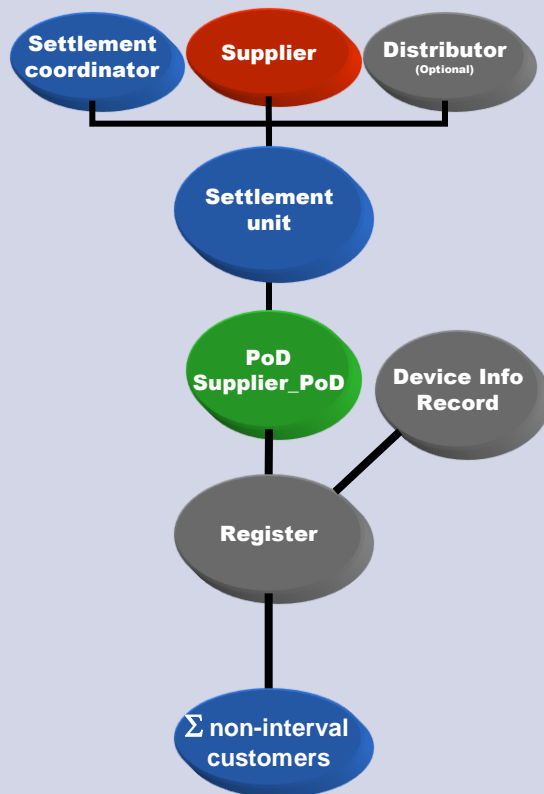 Settlement
coordinator
Supplier
Distributor
(Optional)
Settlement
unit
PoD
Supplier_PoD
Device Info
Record
Register
Σ non-interval
customers